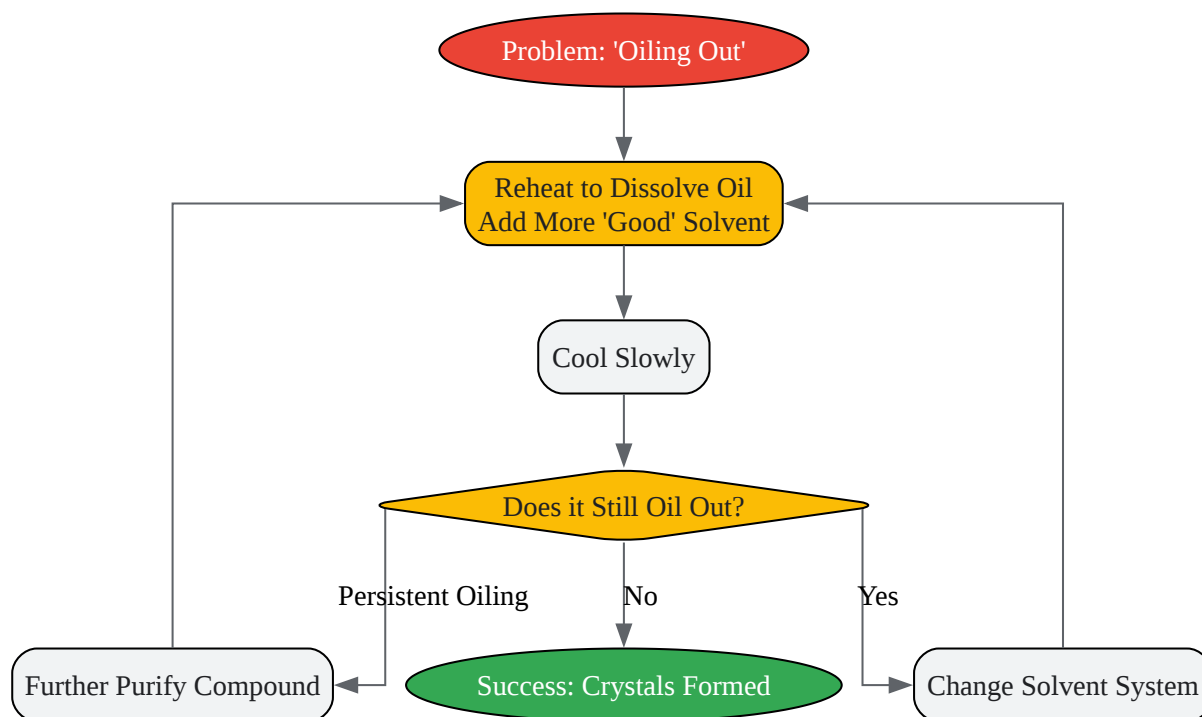 Problem: 'Oiling Out'
Reheat to Dissolve Oil
Add More 'Good' Solvent
Cool Slowly
Does it Still Oil Out?
Persistent Oiling
No
Yes
Further Purify Compound
Success: Crystals Formed
Change Solvent System